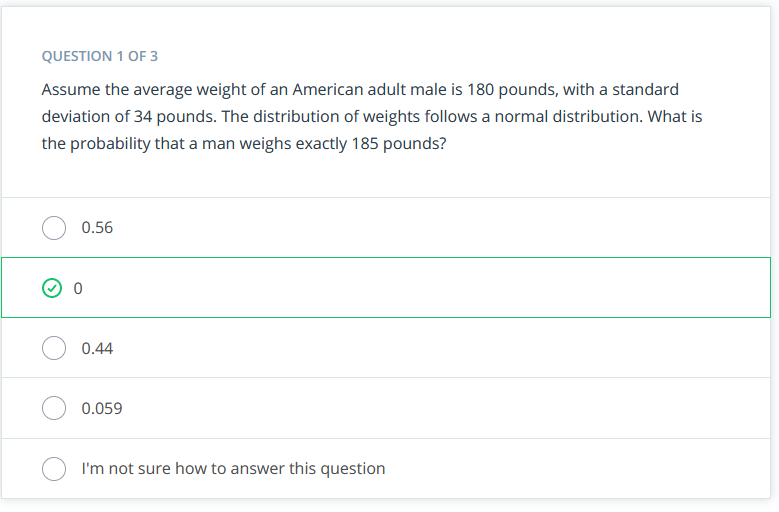 QUESTION 1 OF 3
Assume the average weight of an American adult male is 180 pounds, with a standard
deviation of 34 pounds. The distribution of weights follows a normal distribution. What is
the probability that a man weighs exactly 185 pounds?
0.56
0
0.44
0.059
I'm not sure how to answer this question